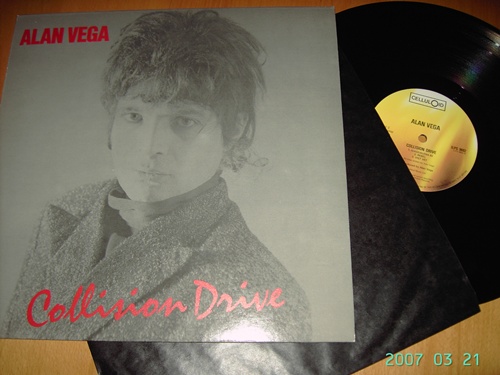 ALAN VEGA
Collision Drive
CELLULOID
ALAN VEGA
COLLISION DRIVE
2007 03 21